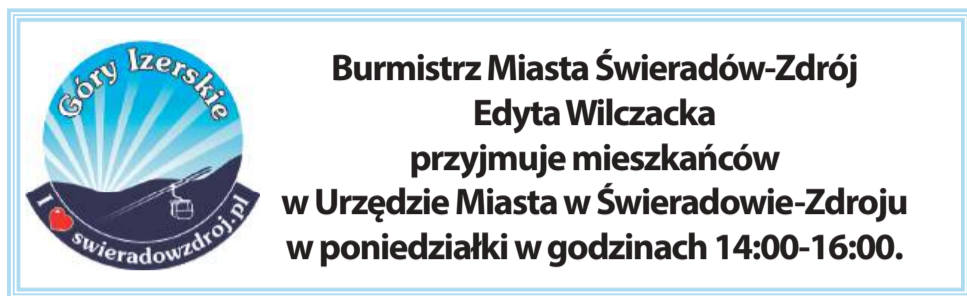 Góry Izerskie
I
swieradowzdroj.pl
Burmistrz Miasta Świeradów-Zdrój
Edyta Wilczacka
przyjmuje mieszkańców
w Urzędzie Miasta w Świeradowie-Zdroju
w poniedziałki w godzinach 14:00-16:00.